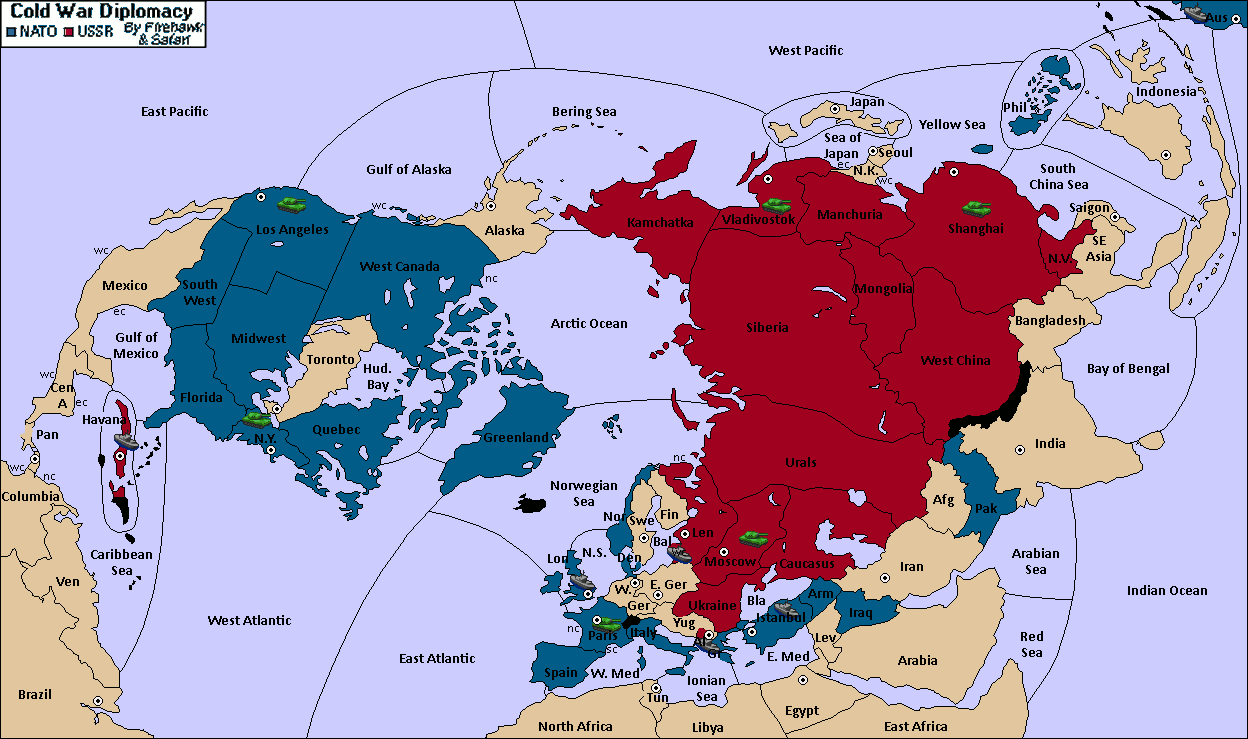 Cold War Diplomacy
NATO USSR By Firehawk
& Safari
Aus
West Pacific
Indonesia
East Pacific
Bering Sea
Japan
Phil
Yellow Sea
Sea of
Japan
Seoul
ec
N.K.
wc
South
China Sea
Gulf of Alaska
wc
Saigon
Los Angeles
Alaska
Kamchatka
Vladivostok
Manchuria
Shanghai
SE
Asia
N.V.
wc
West Canada
nc
Mexico
South
West
ec
Mongolia
Arctic Ocean
Siberia
Bangladesh
Gulf of
Mexico
Midwest
Toronto
Hud.
Bay
West China
Bay of Bengal
wc
Cen
A
ec
Florida
Havana
Pan
N.Y.
Quebec
Greenland
India
wc
nc
Columbia
nc
Urals
Norwegian
Sea
Afg
Pak
Nor
Swe
Fin
Len
Bal
Caribbean
Sea
Lon
N.S.
Den
Moscow
Caucasus
Arabian
Sea
Iran
Ven
W.
Ger
E. Ger
Ukraine
Bla
Arm
Iraq
Indian Ocean
West Atlantic
nc
Paris
sc
Italy
Yug
Al
Gr
Istanbul
Lev
Red
Sea
East Atlantic
Spain
W. Med
E. Med
Arabia
Ionian
Sea
Brazil
Tun
North Africa
Libya
Egypt
East Africa